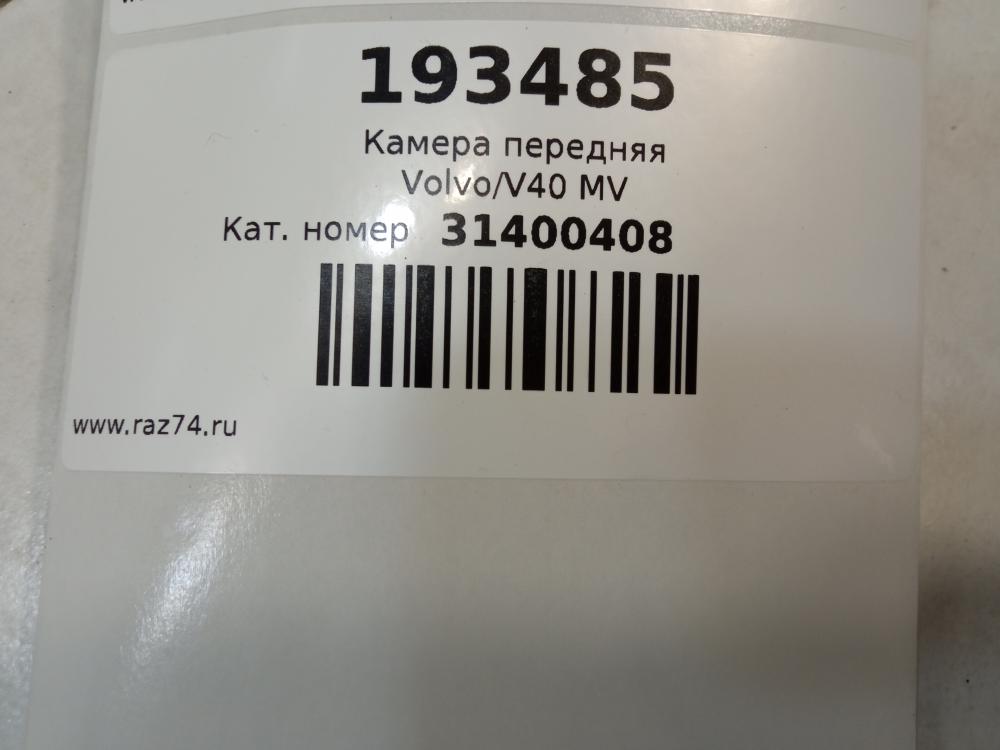 193485
Камера передняя
Volvo/V40 MV
Кат. номер 31400408
www.raz74.ru